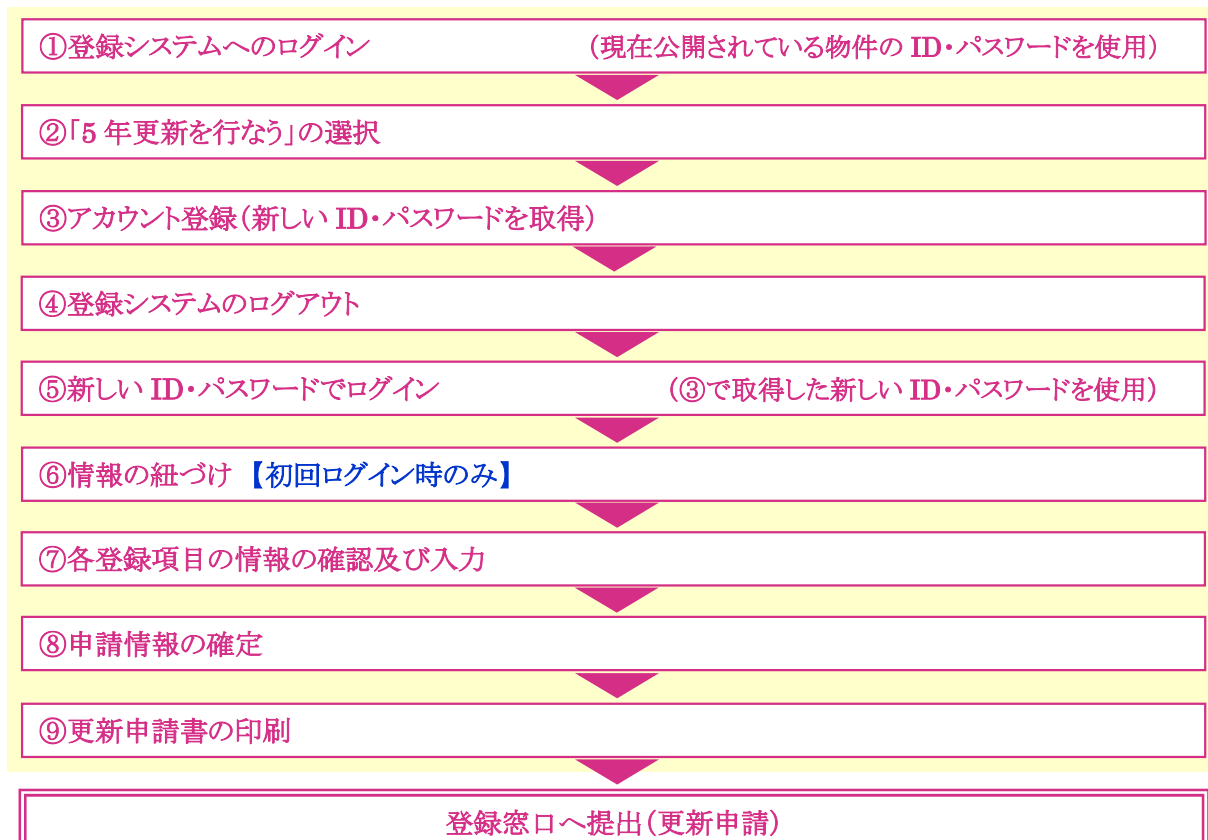 ①登録システムへのログイン (現在公開されている物件の ID・パスワードを使用)
②「5 年更新を行なう」の選択
③アカウント登録(新しい ID・パスワードを取得)
④登録システムのログアウト
⑤新しい ID・パスワードでログイン (③で取得した新しい ID・パスワードを使用)
⑥情報の紐づけ 【初回ログイン時のみ】
⑦各登録項目の情報の確認及び入力
⑧申請情報の確定
⑨更新申請書の印刷
登録窓口へ提出(更新申請)